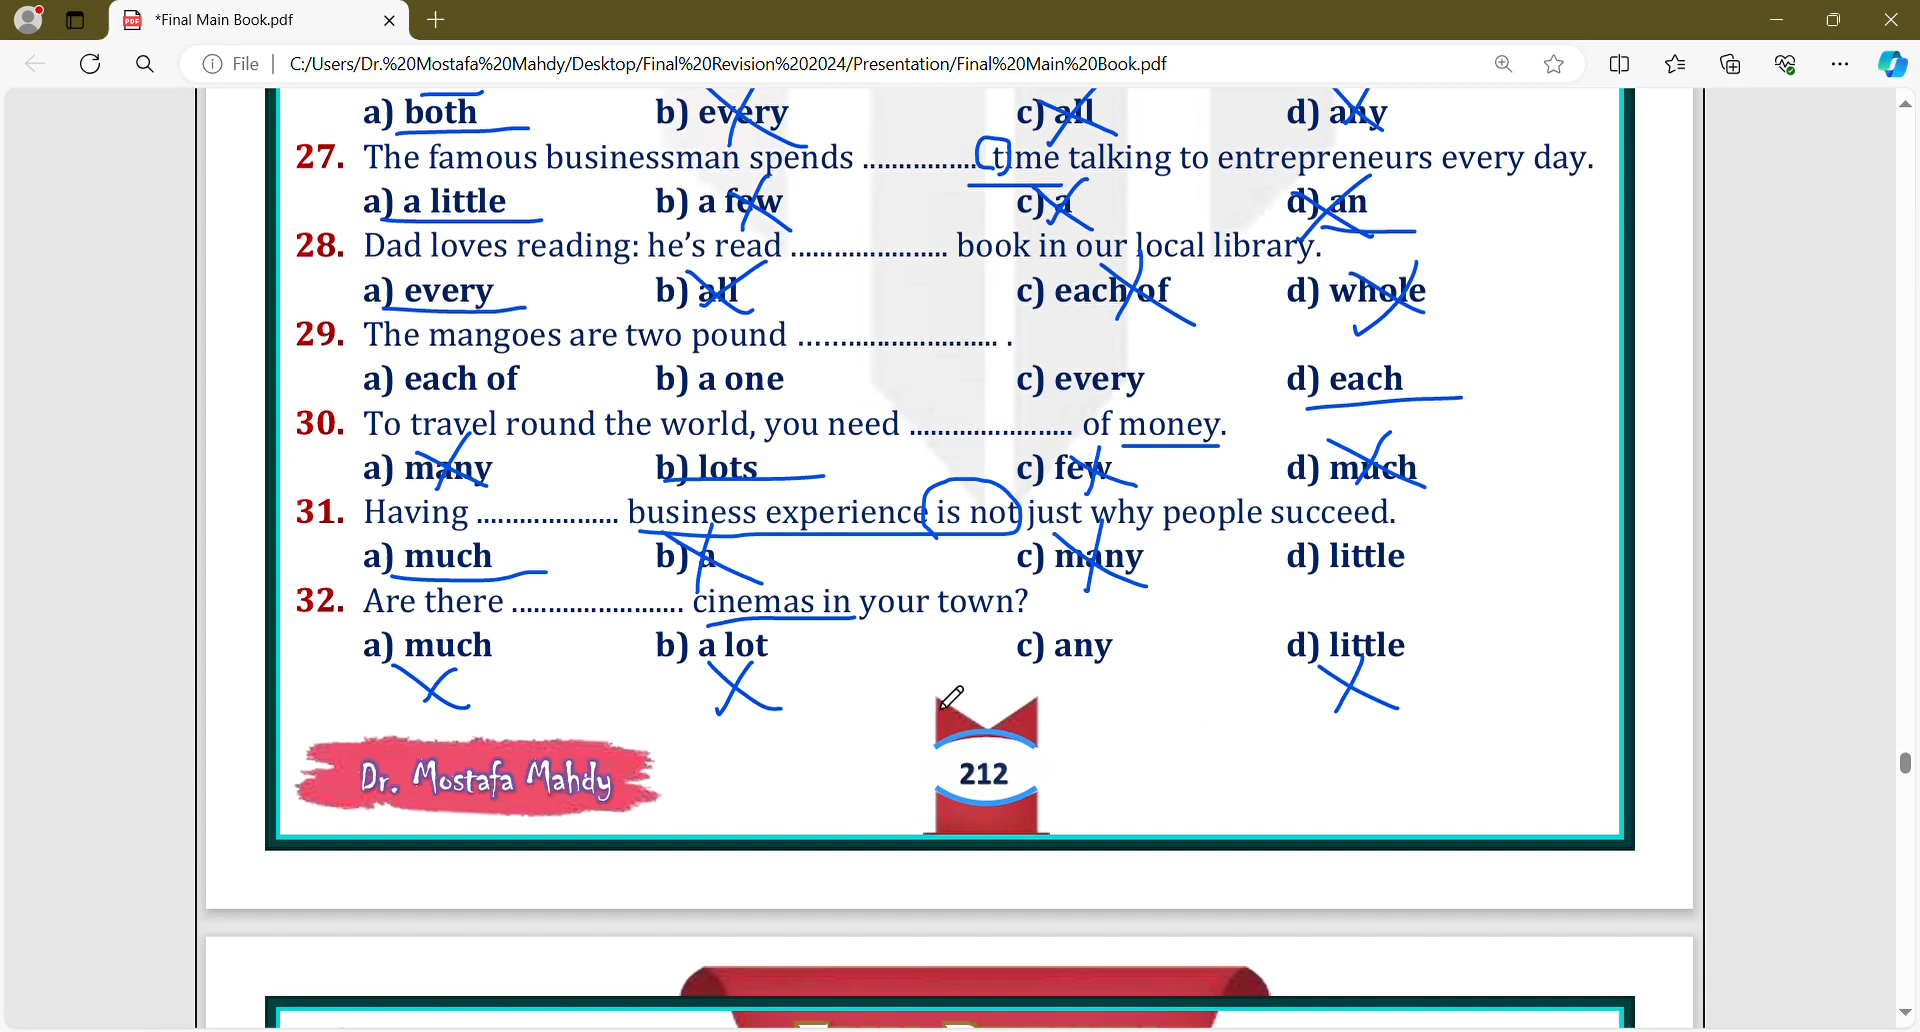 *Final Main Book.pdf
File C:/Users/Dr.%20Mostafa%20Mahdy/Desktop/Final%20Revision%202024/Presentation/Final%20Main%20Book.pdf
a) both b) every c) all d) any
27. The famous businessman spends ................ time talking to entrepreneurs every day.
a) a little b) a few c) a d) an
28. Dad loves reading: he's read ...................... book in our local library.
a) every b) all c) each of d) whole
29. The mangoes are two pound ............................ .
a) each of b) a one c) every d) each
30. To travel round the world, you need ....................... of money.
a) many b) lots c) few d) much
31. Having .................... business experience is not just why people succeed.
a) much b) a c) many d) little
32. Are there ........................ cinemas in your town?
a) much b) a lot c) any d) little
Dr. Mostafa Mahdy
212